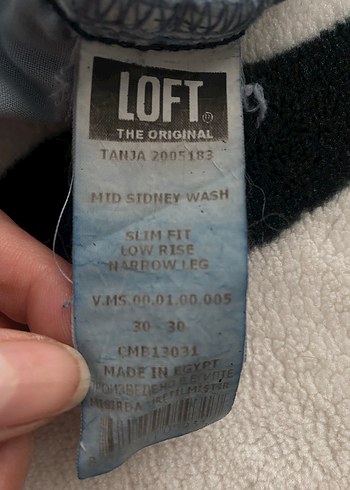 LOFT®
THE ORIGINAL
TANJA 2005183
MID SIDNEY WASH
SLIM FIT
LOW RISE
NARROW LEG
V.MS.00.01.00.005
30 - 30
CMB13031
MADE IN EGYPT